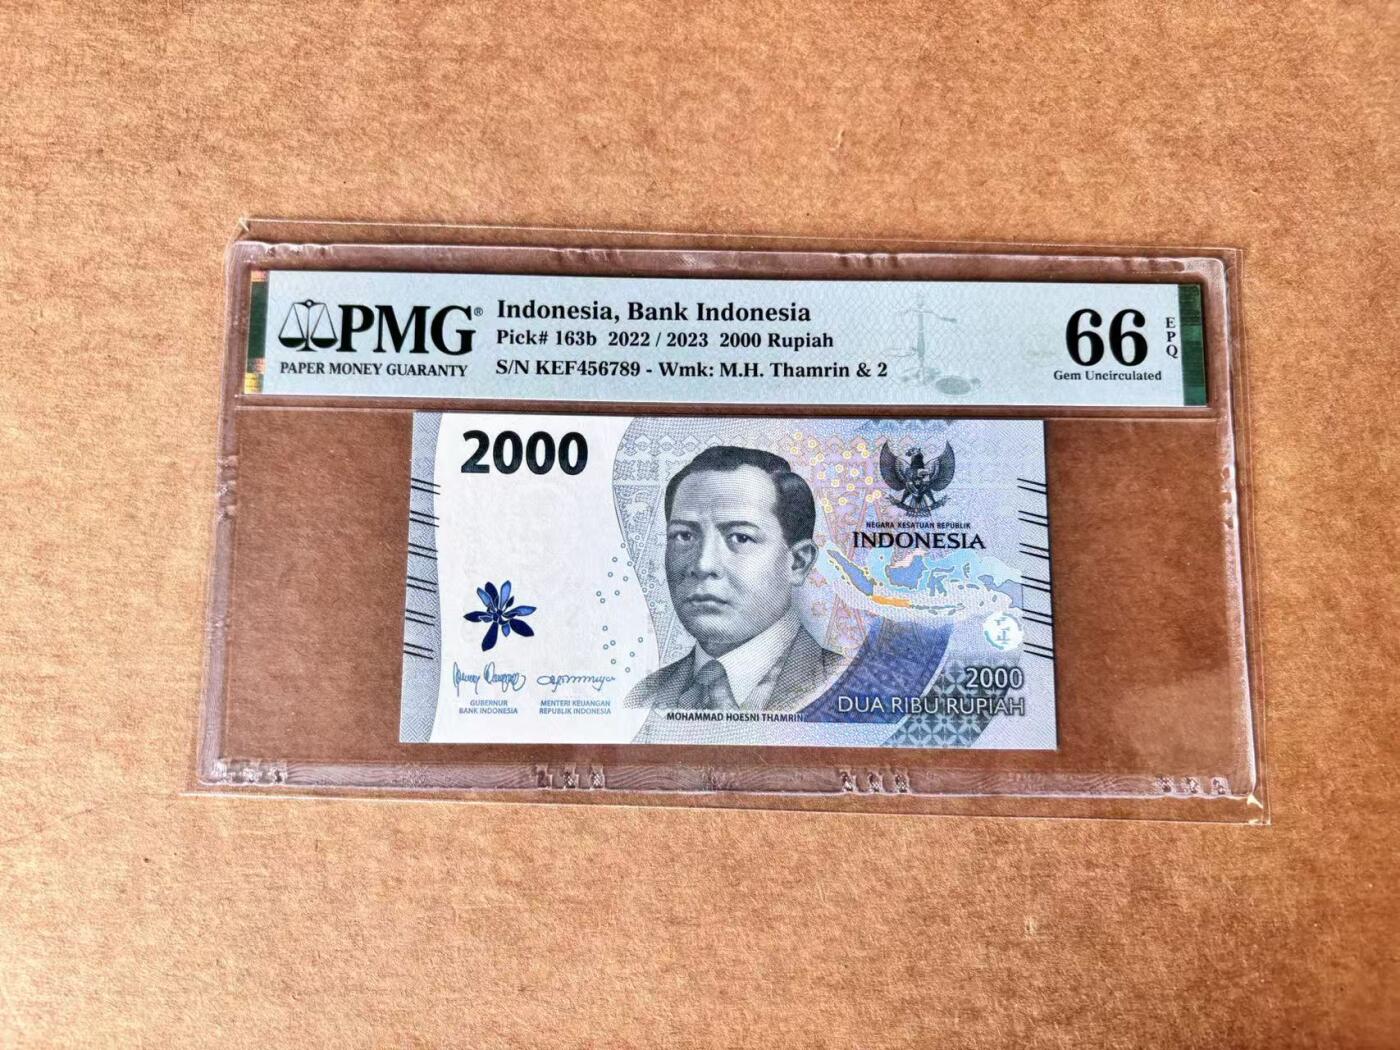 PMG®
PAPER MONEY GUARANTY
Indonesia, Bank Indonesia
Pick# 163b 2022 / 2023 2000 Rupiah
S/N KEF456789 - Wmk: M.H. Thamrin & 2
66
EPQ
Gem Uncirculated
2000
NEGARA KESATUAN REPUBLIK
INDONESIA
GUBERNUR
BANK INDONESIA
MENTERI KEUANGAN
REPUBLIK INDONESIA
MOHAMMAD HOESNI THAMRIN
2000
DUA RIBU RUPIAH